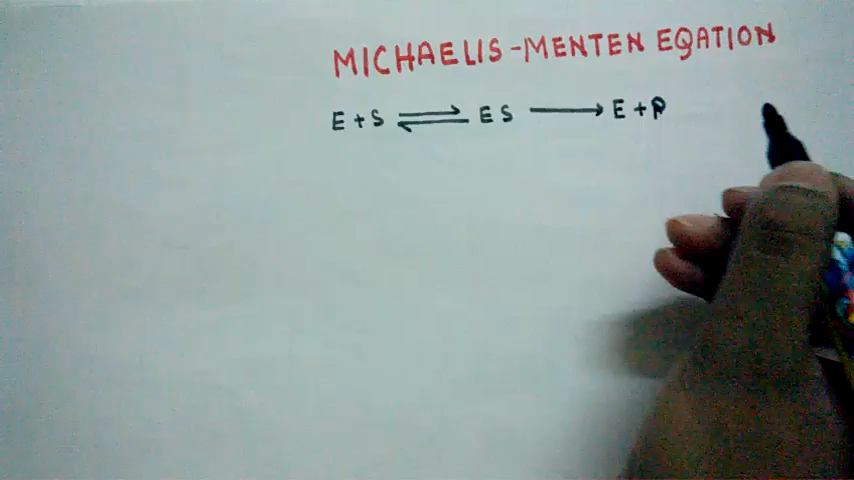 MICHAELIS-MENTEN EQATION
E + S ⇌ ES ⟶ E + P